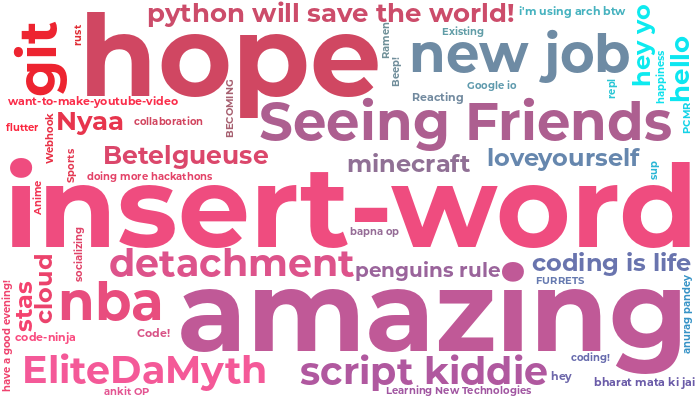 python will save the world!
i'm using arch btw
git
rust
hope
Ramen
Beep!
Existing
new job
hey yo
happiness
hello
PCMR
Google io
repl
want-to-make-youtube-video
BECOMING
Reacting
flutter
Webhook
Nyaa
collaboration
Seeing Friends
Sports
Betelgueuse
minecraft
loveyourself
sup
doing more hackathons
Anime
insert-word
bapna op
socializing
detachment
penguins rule
coding is life
FURRETS
have a good evening!
stas
cloud
nba
amazing
anurag pandey
code-ninja
Code!
EliteDaMyth
script kiddie
coding!
hey
bharat mata ki jai
ankit OP
Learning New Technologies